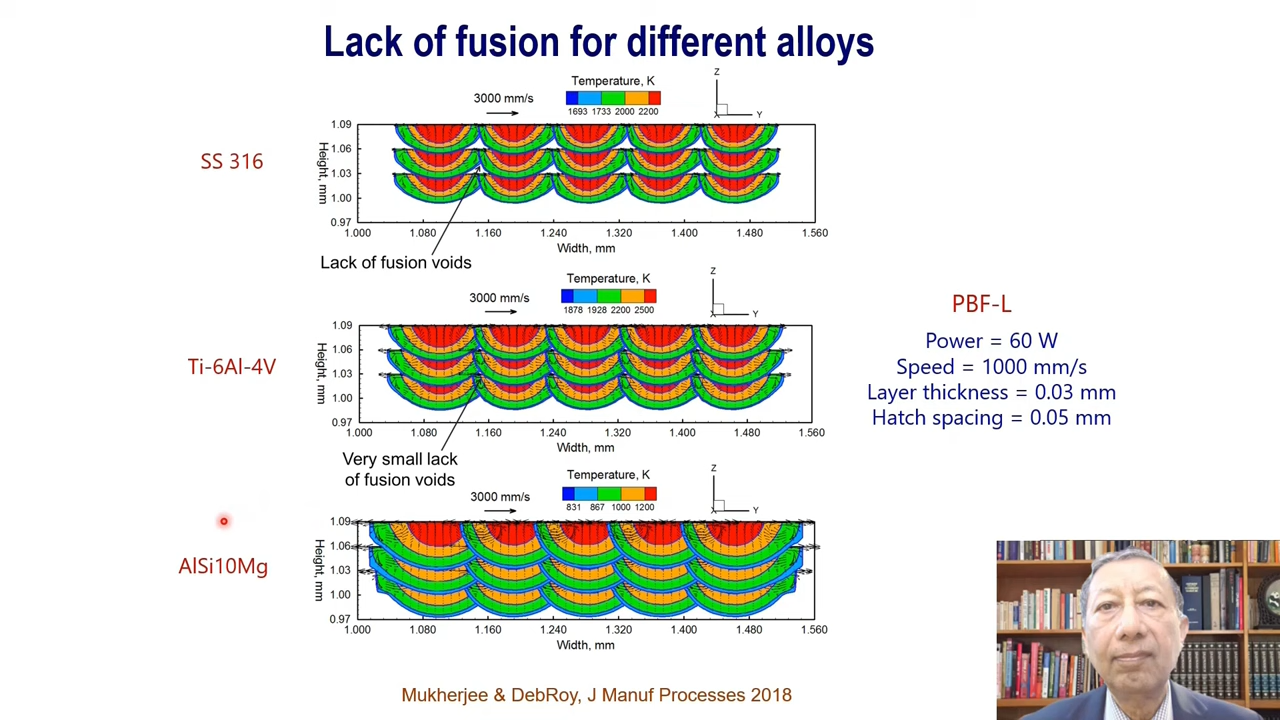 Lack of fusion for different alloys
SS 316
3000 mm/s
Temperature, K
1693 1733 2000 2200
Z
Y
X
Height, mm
1.09
1.06
1.03
1.00
0.97
1.000 1.080 1.160 1.240 1.320 1.400 1.480 1.560
Width, mm
Lack of fusion voids
Ti-6Al-4V
3000 mm/s
Temperature, K
1878 1928 2200 2500
Z
Y
X
Height, mm
1.09
1.06
1.03
1.00
0.97
1.000 1.080 1.160 1.240 1.320 1.400 1.480 1.560
Width, mm
Very small lack
of fusion voids
AlSi10Mg
3000 mm/s
Temperature, K
831 867 1000 1200
Z
Y
X
Height, mm
1.09
1.06
1.03
1.00
0.97
1.000 1.080 1.160 1.240 1.320 1.400 1.480 1.560
Width, mm
PBF-L
Power = 60 W
Speed = 1000 mm/s
Layer thickness = 0.03 mm
Hatch spacing = 0.05 mm
Mukherjee & DebRoy, J Manuf Processes 2018